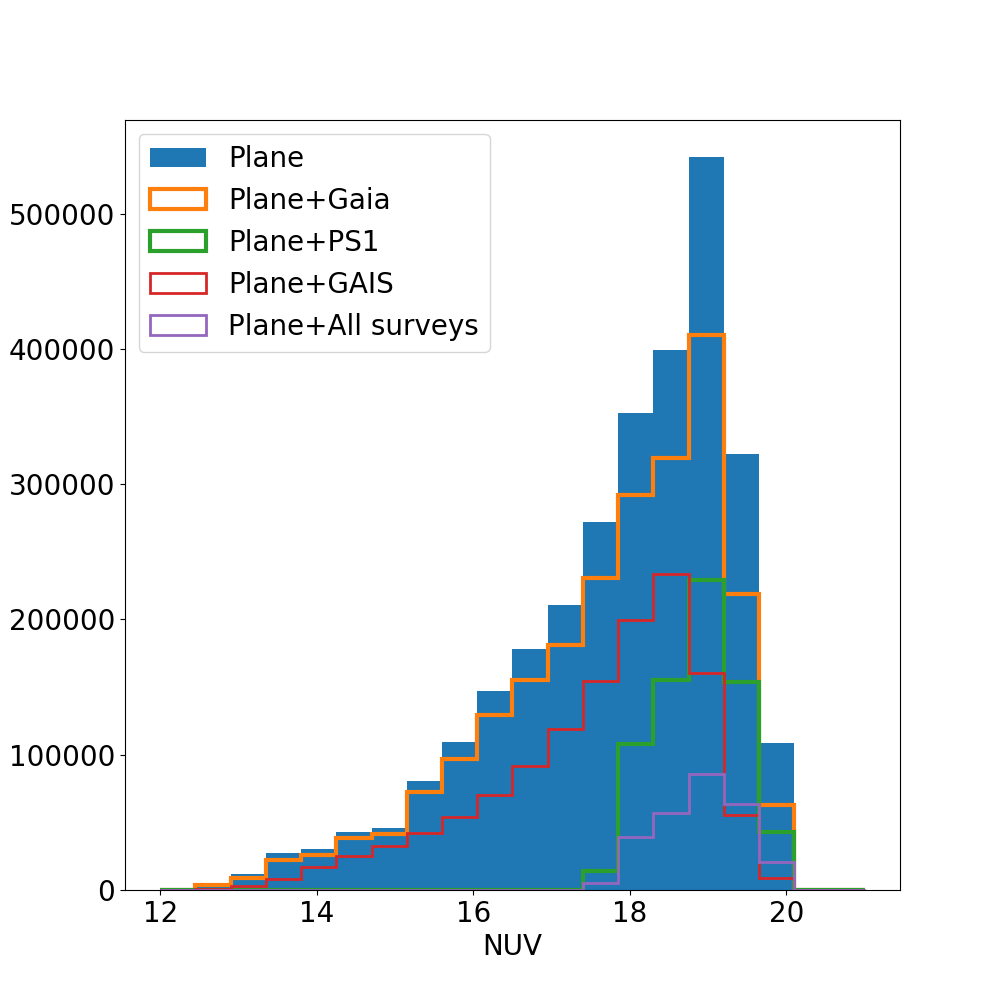 Plane
Plane+Gaia
Plane+PS1
Plane+GAIS
Plane+All surveys
500000
400000
300000
200000
100000
0
12 14 16 18 20
NUV